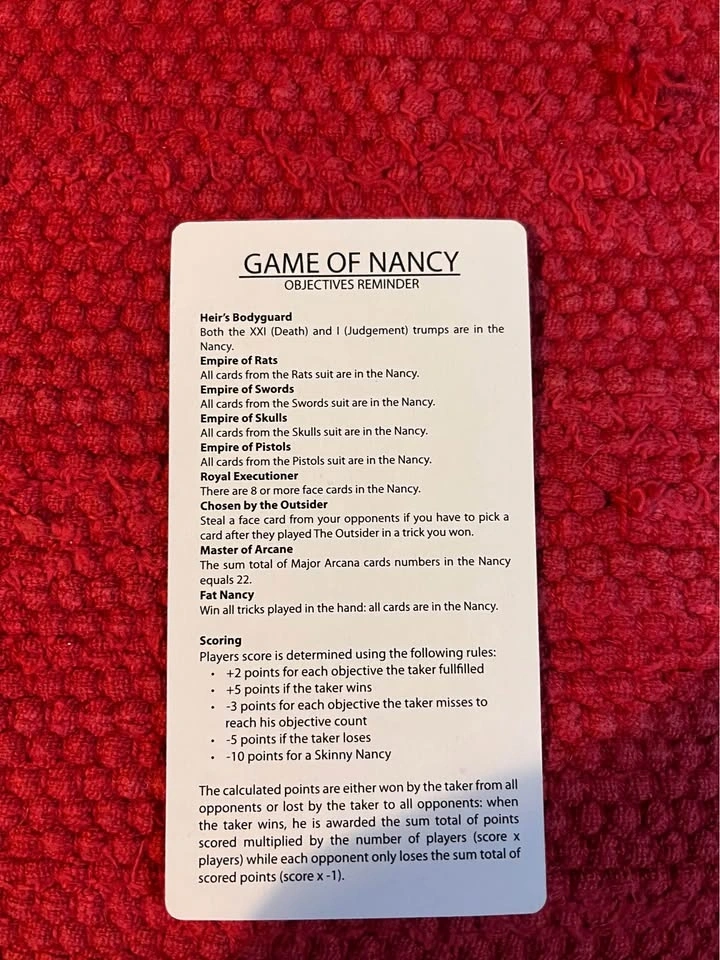 GAME OF NANCY
OBJECTIVES REMINDER
Heir's Bodyguard
Both the XXI (Death) and I (Judgement) trumps are in the
Nancy.
Empire of Rats
All cards from the Rats suit are in the Nancy.
Empire of Swords
All cards from the Swords suit are in the Nancy.
Empire of Skulls
All cards from the Skulls suit are in the Nancy.
Empire of Pistols
All cards from the Pistols suit are in the Nancy.
Royal Executioner
There are 8 or more face cards in the Nancy.
Chosen by the Outsider
Steal a face card from your opponents if you have to pick a
card after they played The Outsider in a trick you won.
Master of Arcane
The sum total of Major Arcana cards numbers in the Nancy
equals 22.
Fat Nancy
Win all tricks played in the hand: all cards are in the Nancy.
Scoring
Players score is determined using the following rules:
• +2 points for each objective the taker fullfilled
• +5 points if the taker wins
• -3 points for each objective the taker misses to
reach his objective count
• -5 points if the taker loses
• -10 points for a Skinny Nancy
The calculated points are either won by the taker from all
opponents or lost by the taker to all opponents: when
the taker wins, he is awarded the sum total of points
scored multiplied by the number of players (score x
players) while each opponent only loses the sum total of
scored points (score x -1).